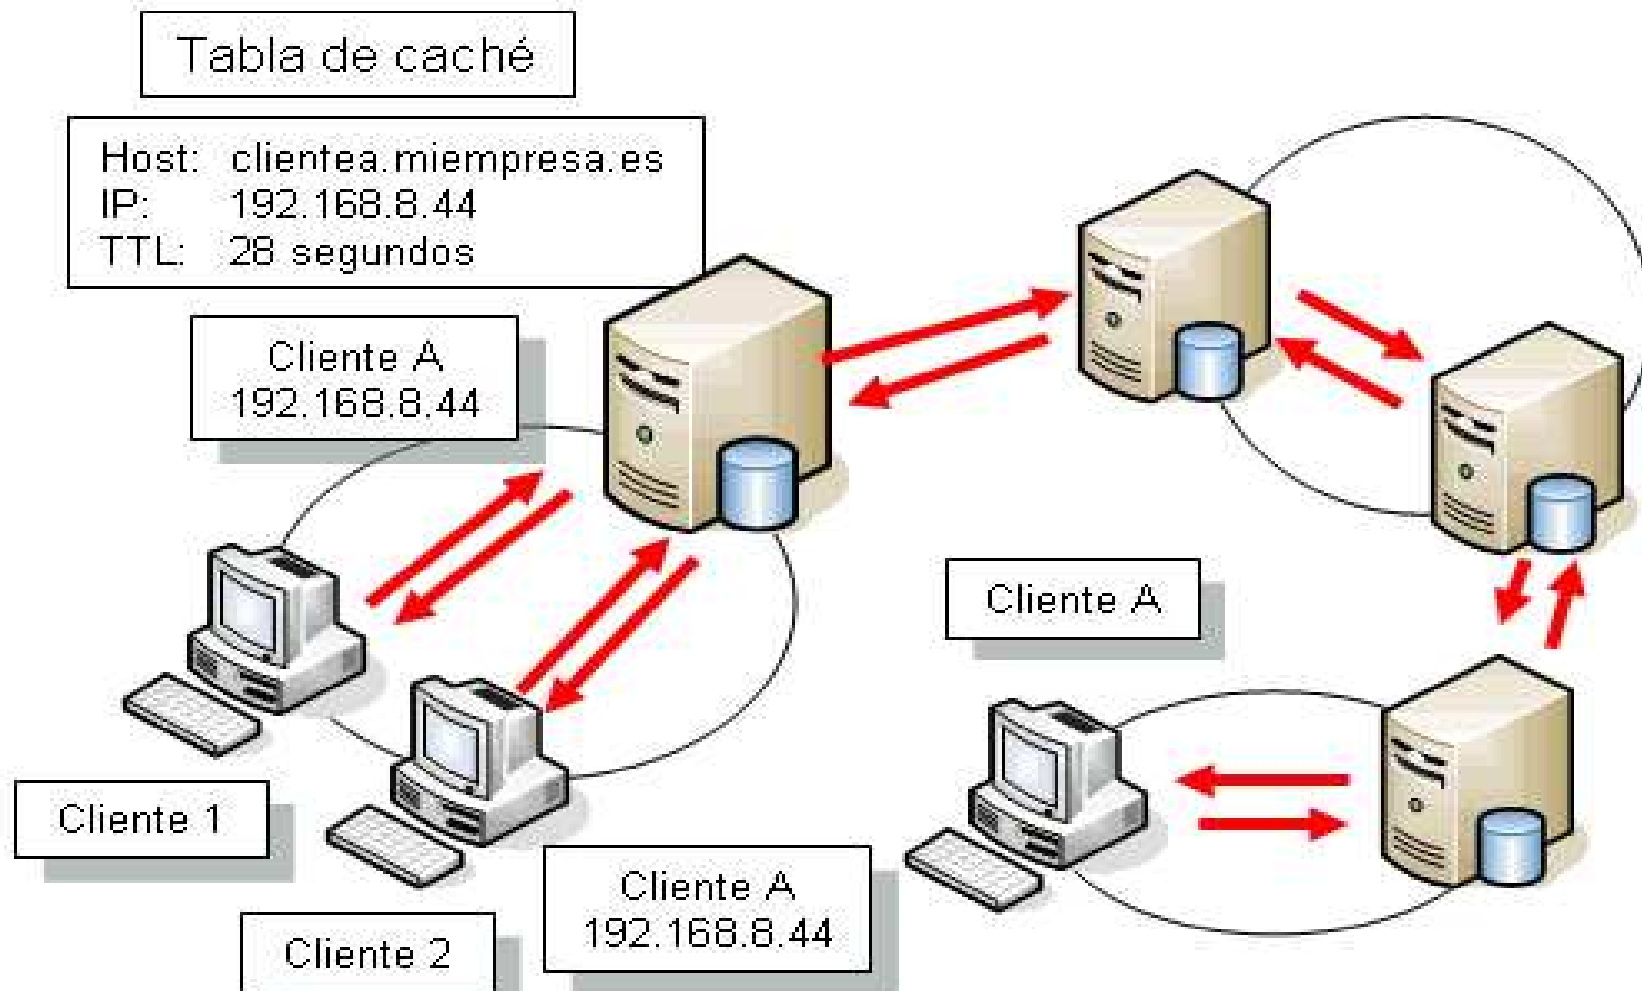 Tabla de caché
Host: clientea.miempresa.es
IP: 192.168.8.44
TTL: 28 segundos
Cliente A
192.168.8.44
Cliente A
Cliente 1
Cliente A
192.168.8.44
Cliente 2